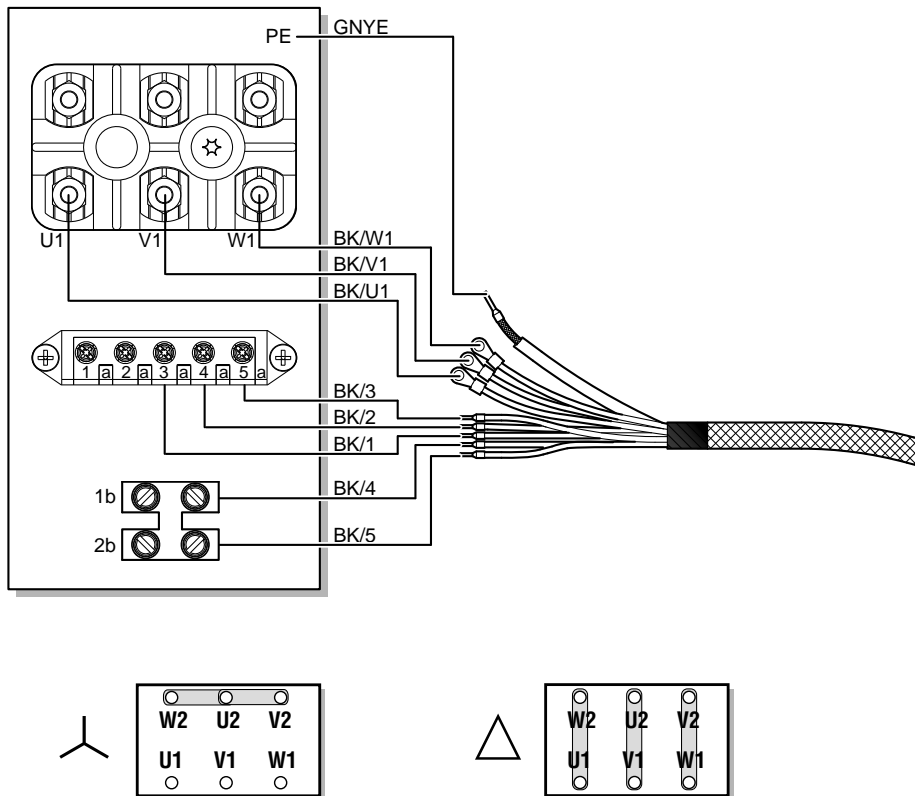 PE
GNYE
U1
V1
W1
BK/W1
BK/V1
BK/U1
1 a 2 a 3 a 4 a 5 a
BK/3
BK/2
BK/1
1b
BK/4
2b
BK/5
W2 U2 V2
U1 V1 W1
W2 U2 V2
U1 V1 W1